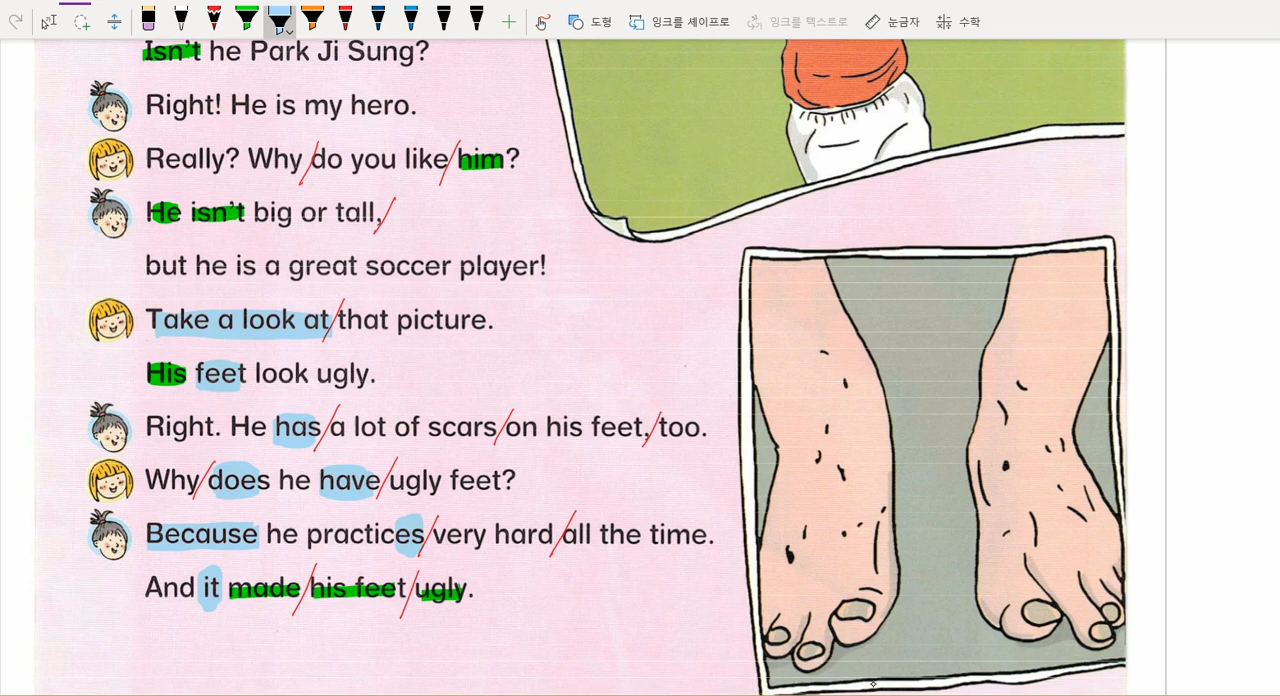 도형 잉크를 셰이프로 잉크를 텍스트로 눈금자 수학
Isn't he Park Ji Sung?
Right! He is my hero.
Really? Why do you like him?
He isn't big or tall,
but he is a great soccer player!
Take a look at that picture.
His feet look ugly.
Right. He has a lot of scars on his feet, too.
Why does he have ugly feet?
Because he practices very hard all the time.
And it made his feet ugly.